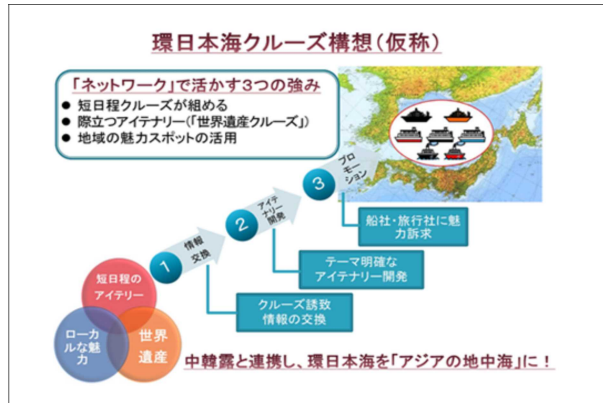 環日本海クルーズ構想(仮称)
「ネットワーク」で活かす3つの強み
● 短日程クルーズが組める
● 際立つアイテナリー(「世界遺産クルーズ」)
● 地域の魅力スポットの活用
3
プロ
モー
ション
2
アイテ
ナリー
開発
1
情報
交換
船社・旅行社に魅
力訴求
テーマ明確な
アイテナリー開発
クルーズ誘致
情報の交換
短日程の
アイテリー
ローカ
ルな魅
力
世界
遺産
中韓露と連携し、環日本海を「アジアの地中海」に!